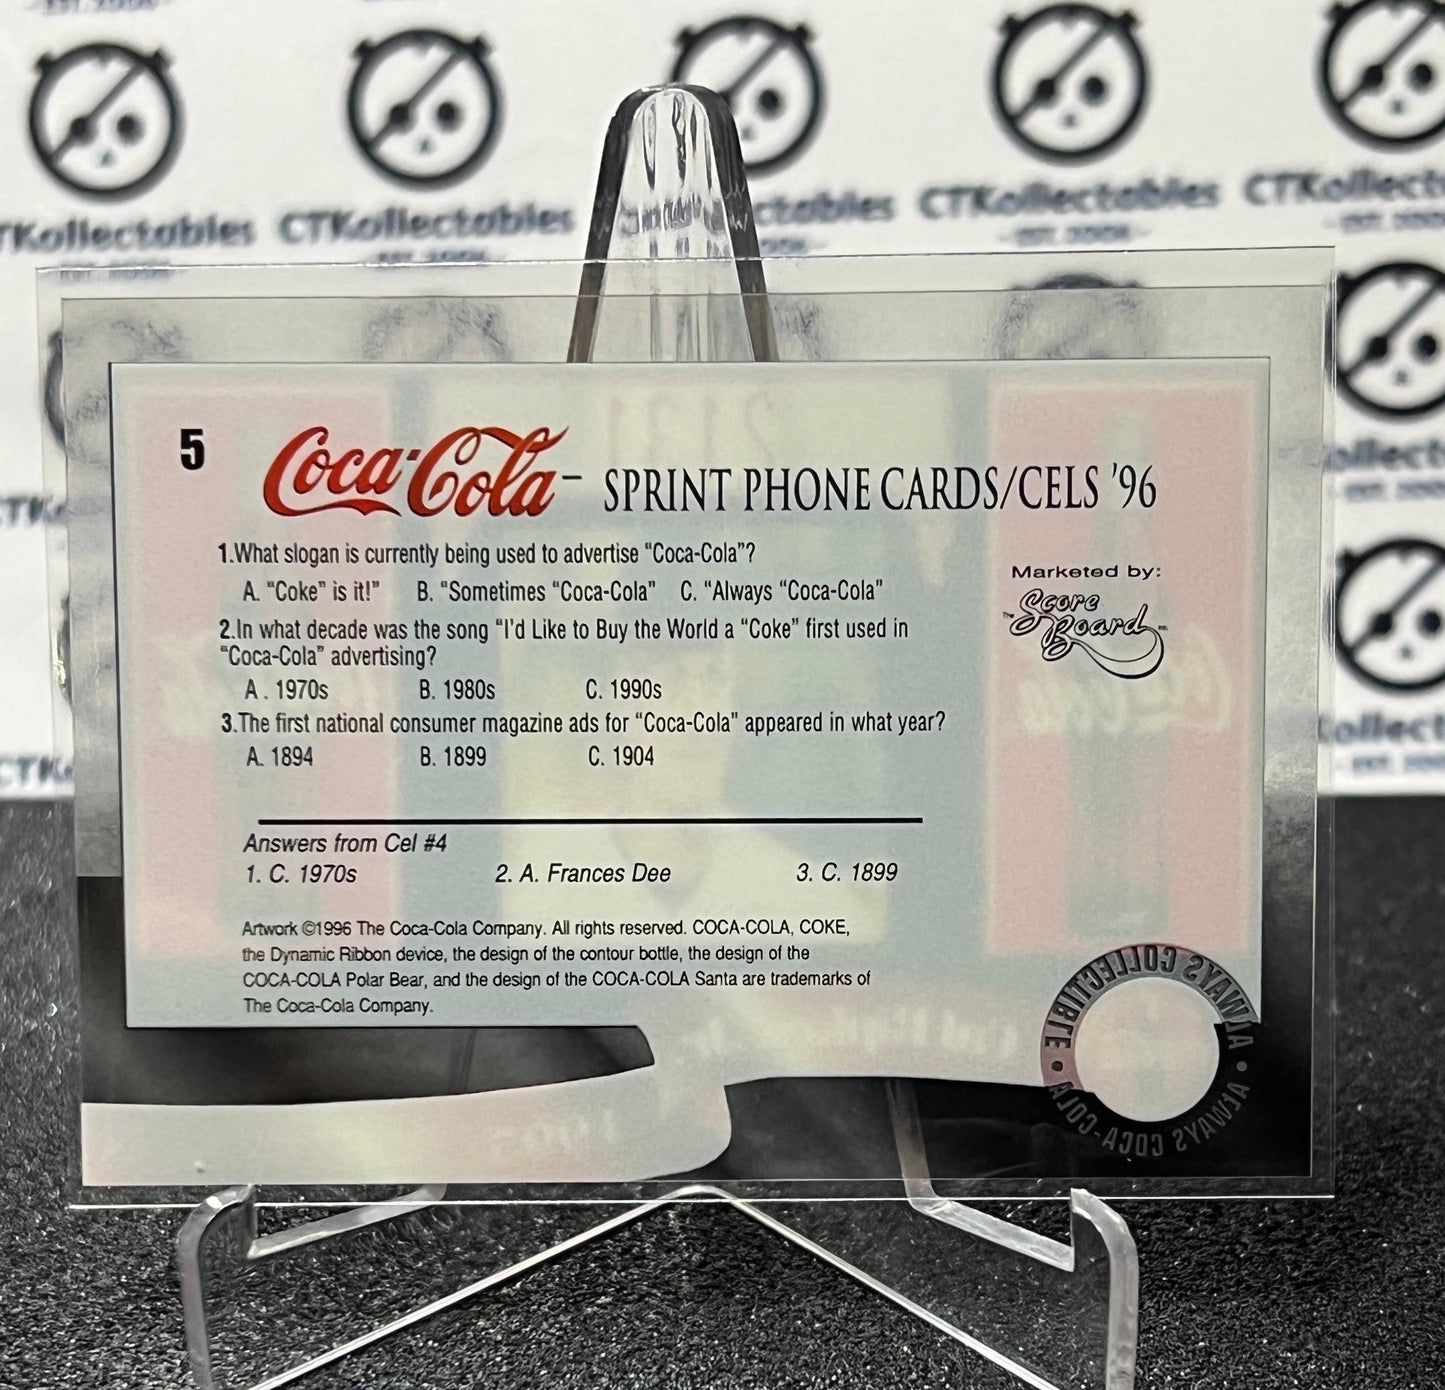 CTKollectables
CTKollectables
CTKollectables
5
Coca-Cola – SPRINT PHONE CARDS/CELS '96
1.What slogan is currently being used to advertise "Coca-Cola"?
A. "Coke" is it!" B. "Sometimes "Coca-Cola" C. "Always "Coca-Cola"
2.In what decade was the song "I'd Like to Buy the World a "Coke" first used in
"Coca-Cola" advertising?
A . 1970s B. 1980s C. 1990s
3.The first national consumer magazine ads for "Coca-Cola" appeared in what year?
A. 1894 B. 1899 C. 1904
Marketed by:
The Score
Board
Answers from Cel #4
1. C. 1970s 2. A. Frances Dee 3. C. 1899
Artwork ©1996 The Coca-Cola Company. All rights reserved. COCA-COLA, COKE,
the Dynamic Ribbon device, the design of the contour bottle, the design of the
COCA-COLA Polar Bear, and the design of the COCA-COLA Santa are trademarks of
The Coca-Cola Company.
ALWAYS COLLECTIBLE • ALWAYS COCA-COLA •